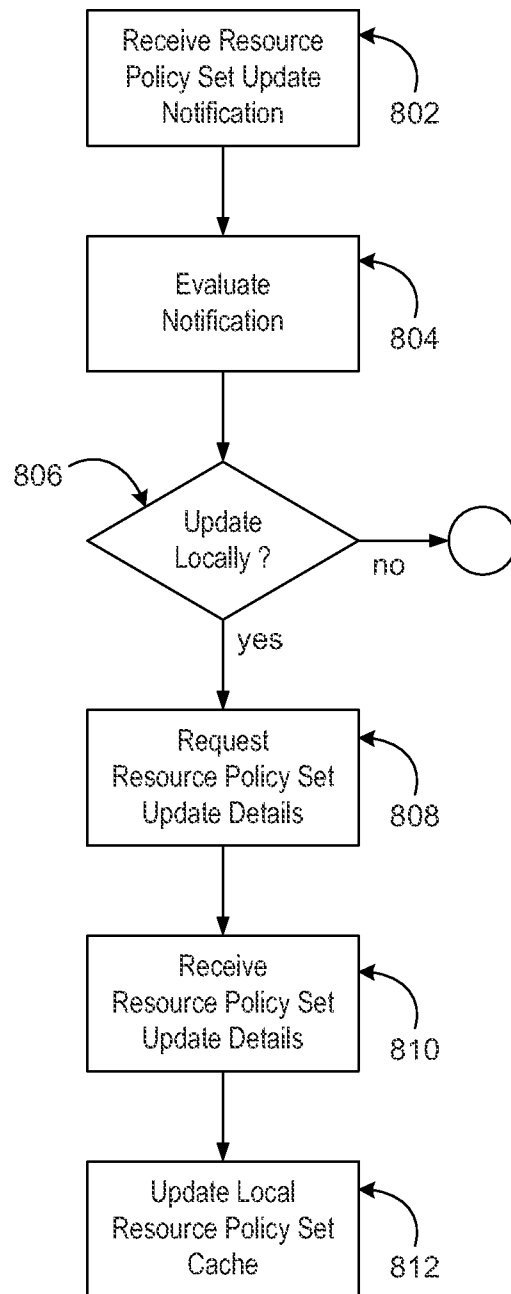 Receive Resource
Policy Set Update
Notification
802
Evaluate
Notification
804
806
Update
Locally ?
no
yes
Request
Resource Policy Set
Update Details
808
Receive
Resource Policy Set
Update Details
810
Update Local
Resource Policy Set
Cache
812